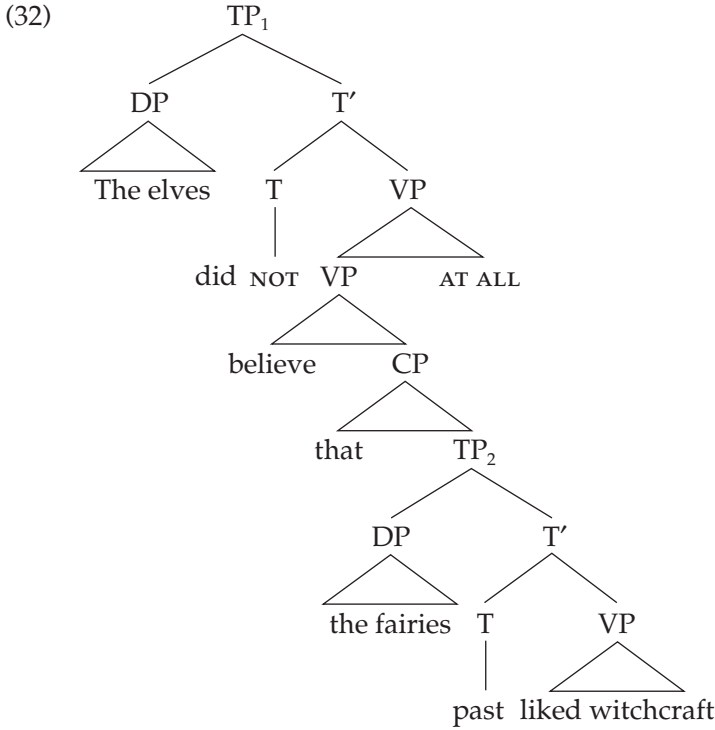 (32) TP₁
DP T′
The elves T VP
did NOT VP AT ALL
believe CP
that TP₂
DP T′
the fairies T VP
past liked witchcraft